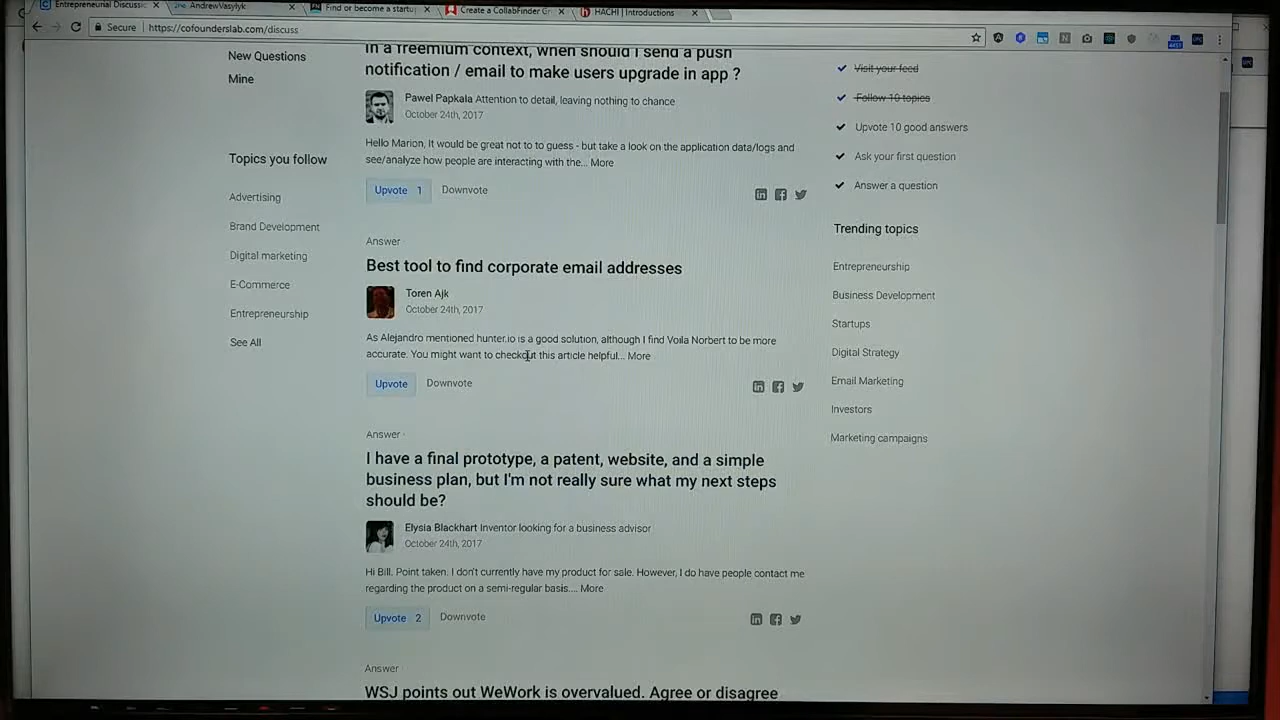 Entrepreneurial Discussic
AndrewVasylyk
Find or become a startu
Create a CollabFinder Gr
HACHI | Introductions
Secure
https://cofounderslab.com/discuss
New Questions
Mine
Topics you follow
Advertising
Brand Development
Digital marketing
E-Commerce
Entrepreneurship
See All
In a freemium context, when should I send a push
notification / email to make users upgrade in app ?
Pawel Papkala Attention to detail, leaving nothing to chance
October 24th, 2017
Hello Marion, It would be great not to to guess - but take a look on the application data/logs and
see/analyze how people are interacting with the... More
Upvote 1 Downvote
Answer
Best tool to find corporate email addresses
Toren Ajk
October 24th, 2017
As Alejandro mentioned hunter.io is a good solution, although I find Voila Norbert to be more
accurate. You might want to checkout this article helpful... More
Upvote Downvote
Answer
I have a final prototype, a patent, website, and a simple
business plan, but I'm not really sure what my next steps
should be?
Elysia Blackhart Inventor looking for a business advisor
October 24th, 2017
Hi Bill. Point taken. I don't currently have my product for sale. However, I do have people contact me
regarding the product on a semi-regular basis.... More
Upvote 2 Downvote
Answer
WSJ points out WeWork is overvalued. Agree or disagree
Visit your feed
Follow 10 topics
Upvote 10 good answers
Ask your first question
Answer a question
Trending topics
Entrepreneurship
Business Development
Startups
Digital Strategy
Email Marketing
Investors
Marketing campaigns